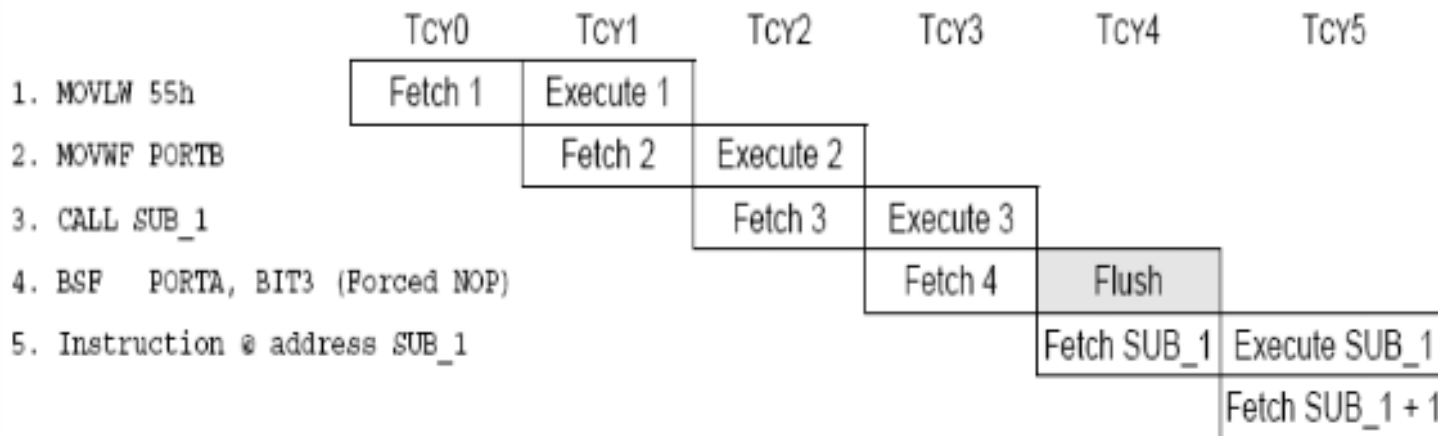 TCY0 TCY1 TCY2 TCY3 TCY4 TCY5
1. MOVLW 55h Fetch 1 Execute 1
2. MOVWF PORTB Fetch 2 Execute 2
3. CALL SUB_1 Fetch 3 Execute 3
4. BSF PORTA, BIT3 (Forced NOP) Fetch 4 Flush
5. Instruction @ address SUB_1 Fetch SUB_1 Execute SUB_1
Fetch SUB_1 + 1